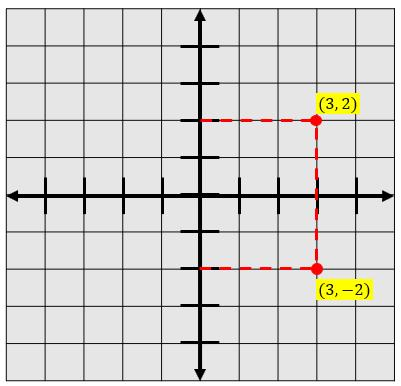 (3, 2)
(3, −2)